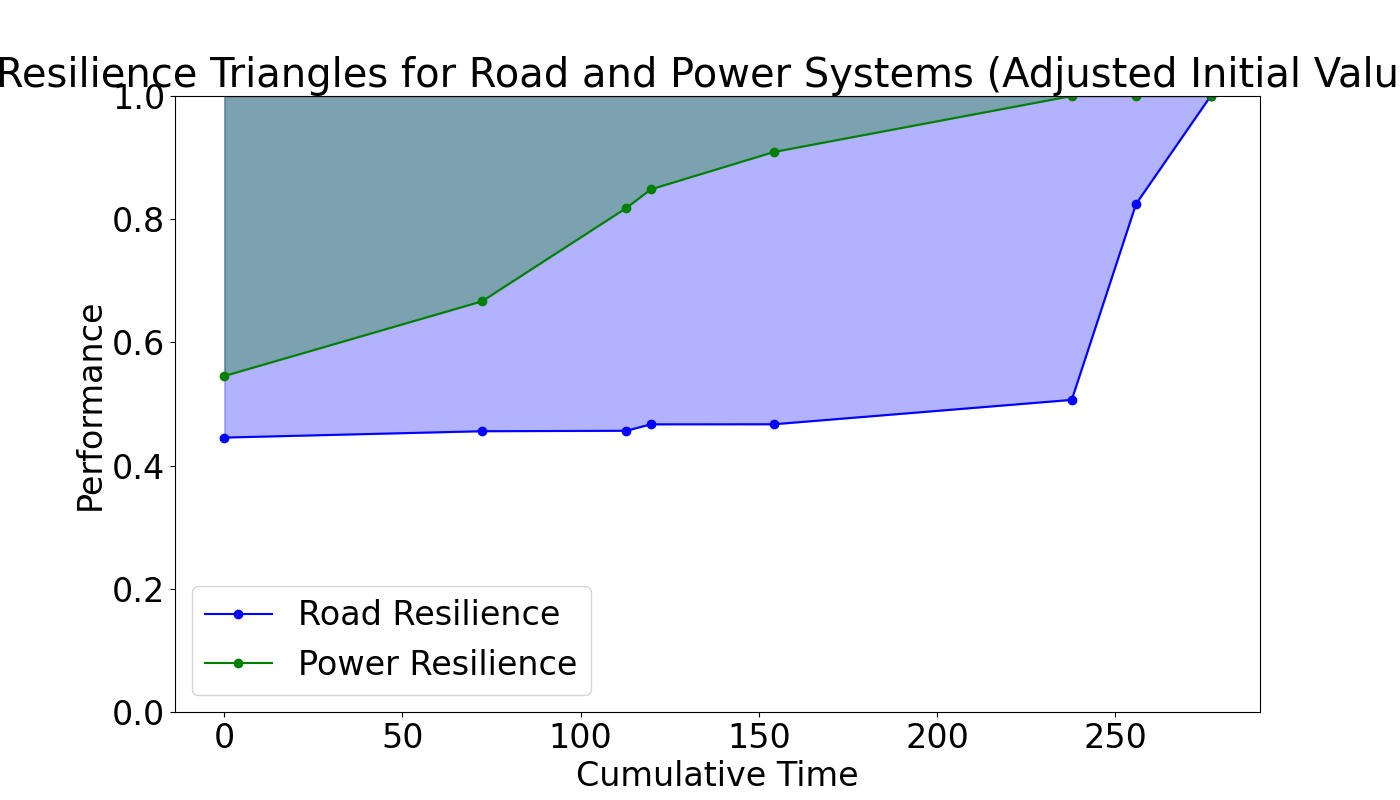 Resilience Triangles for Road and Power Systems (Adjusted Initial Valu
1.0
0.8
0.6
0.4
0.2
0.0
Performance
Road Resilience
Power Resilience
0 50 100 150 200 250
Cumulative Time